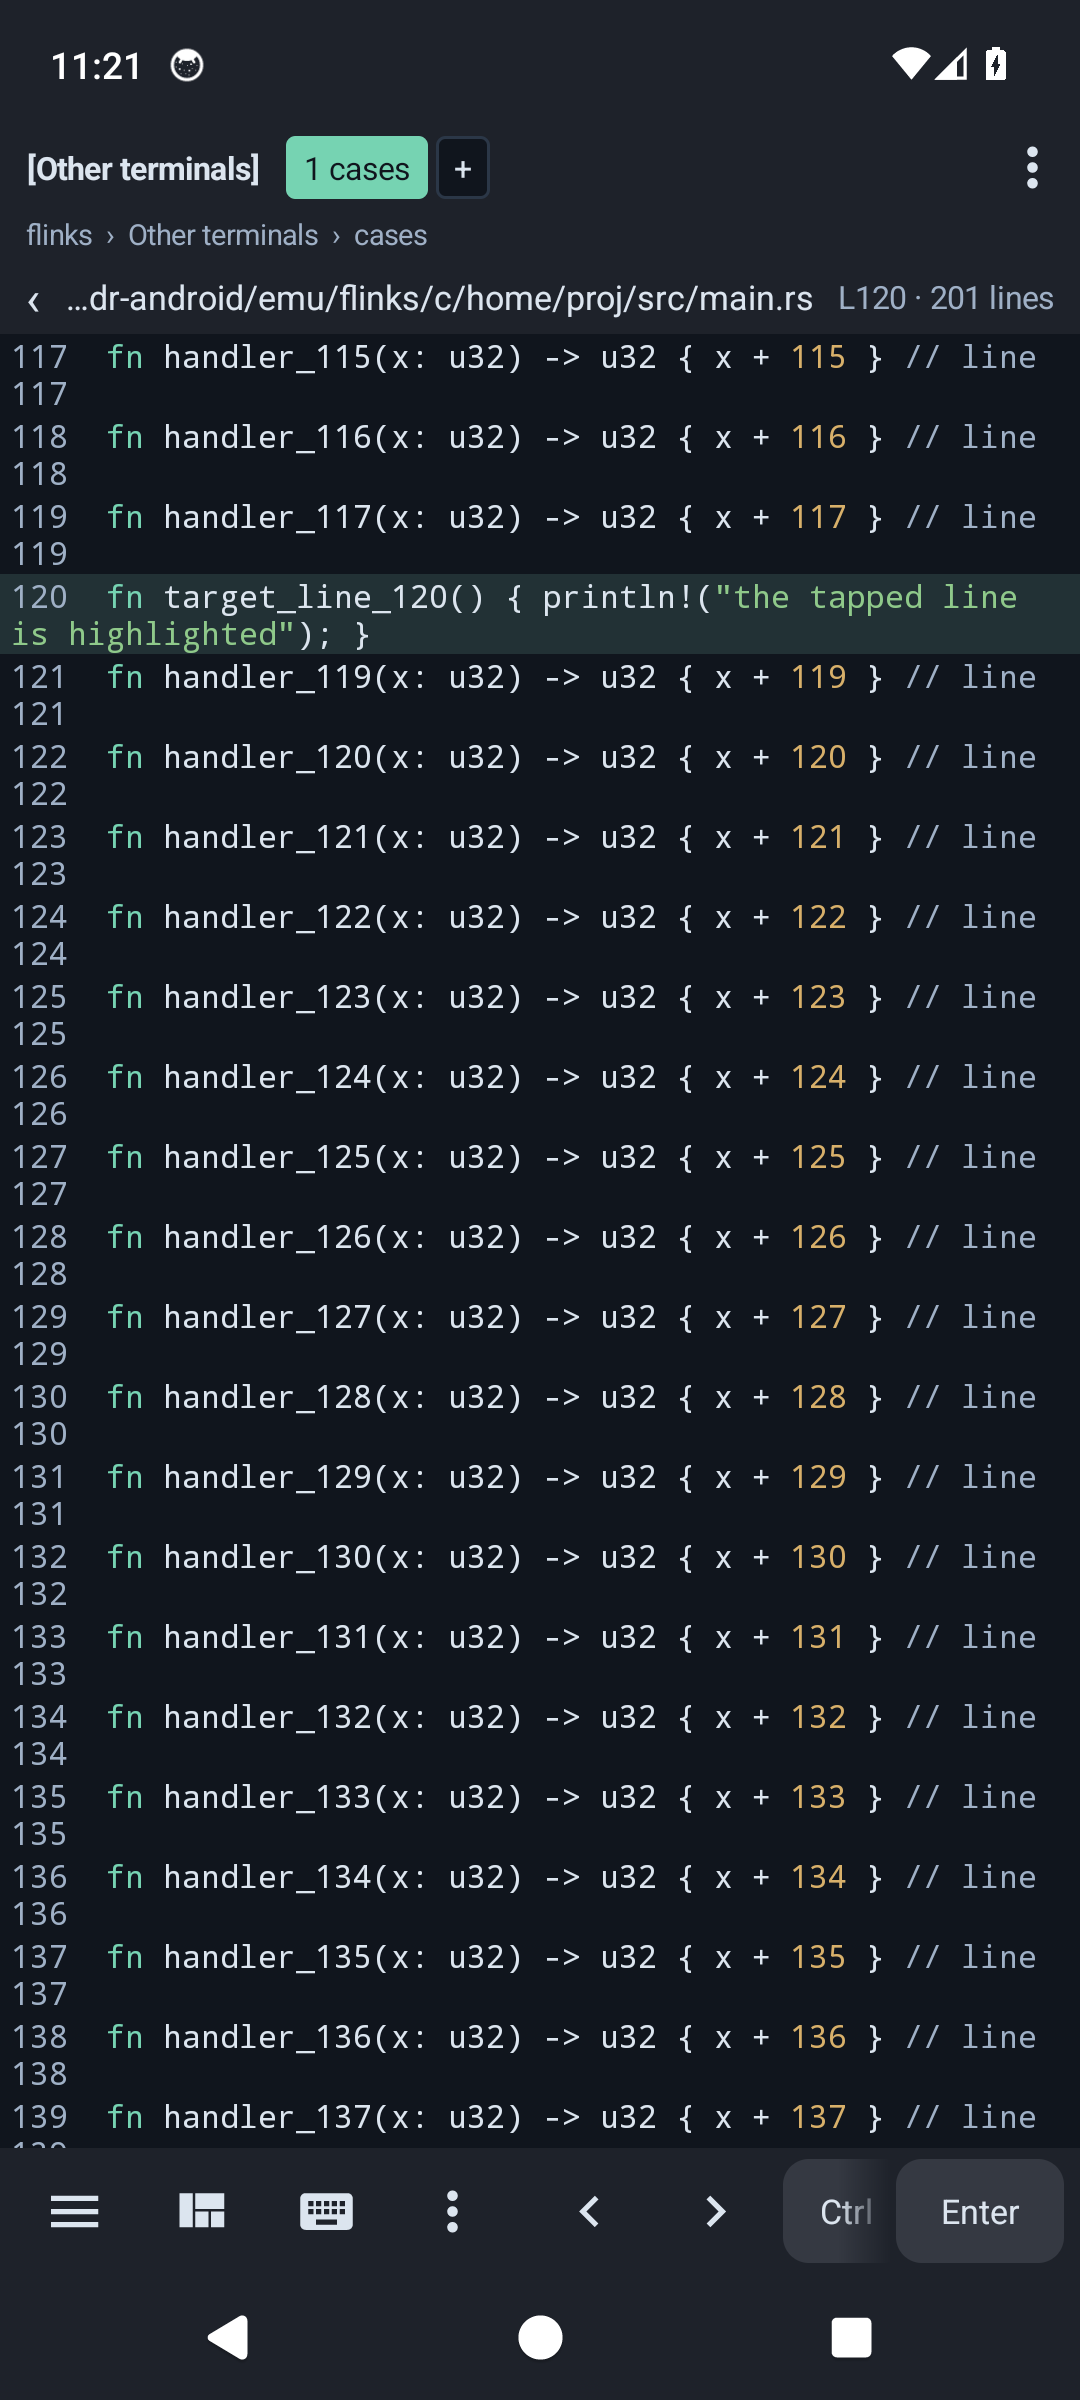 11:21
[Other terminals] 1 cases +
flinks › Other terminals › cases
‹ …dr-android/emu/flinks/c/home/proj/src/main.rs L120 · 201 lines
117 fn handler_115(x: u32) -> u32 { x + 115 } // line
117
118 fn handler_116(x: u32) -> u32 { x + 116 } // line
118
119 fn handler_117(x: u32) -> u32 { x + 117 } // line
119
120 fn target_line_120() { println!("the tapped line
is highlighted"); }
121 fn handler_119(x: u32) -> u32 { x + 119 } // line
121
122 fn handler_120(x: u32) -> u32 { x + 120 } // line
122
123 fn handler_121(x: u32) -> u32 { x + 121 } // line
123
124 fn handler_122(x: u32) -> u32 { x + 122 } // line
124
125 fn handler_123(x: u32) -> u32 { x + 123 } // line
125
126 fn handler_124(x: u32) -> u32 { x + 124 } // line
126
127 fn handler_125(x: u32) -> u32 { x + 125 } // line
127
128 fn handler_126(x: u32) -> u32 { x + 126 } // line
128
129 fn handler_127(x: u32) -> u32 { x + 127 } // line
129
130 fn handler_128(x: u32) -> u32 { x + 128 } // line
130
131 fn handler_129(x: u32) -> u32 { x + 129 } // line
131
132 fn handler_130(x: u32) -> u32 { x + 130 } // line
132
133 fn handler_131(x: u32) -> u32 { x + 131 } // line
133
134 fn handler_132(x: u32) -> u32 { x + 132 } // line
134
135 fn handler_133(x: u32) -> u32 { x + 133 } // line
135
136 fn handler_134(x: u32) -> u32 { x + 134 } // line
136
137 fn handler_135(x: u32) -> u32 { x + 135 } // line
137
138 fn handler_136(x: u32) -> u32 { x + 136 } // line
138
139 fn handler_137(x: u32) -> u32 { x + 137 } // line
Ctrl Enter